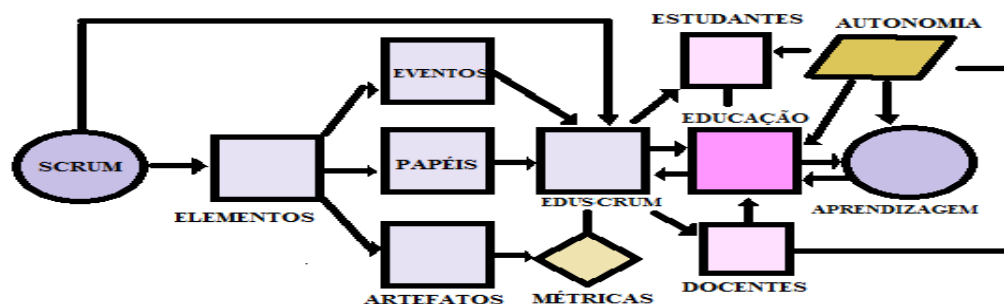 ESTUDANTES
AUTONOMIA
EVENTOS
EDUCAÇÃO
SCRUM
PAPÉIS
ELEMENTOS
EDUSCRUM
APRENDIZAGEM
ARTEFATOS
MÉTRICAS
DOCENTES